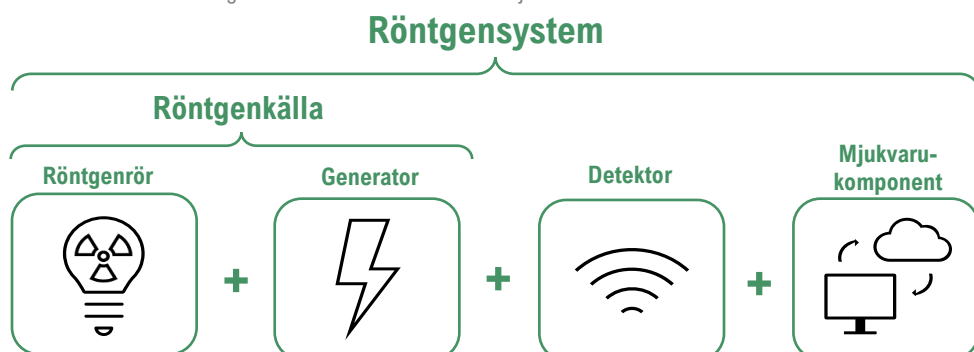 Röntgensystem
Röntgenkälla
Röntgenrör
Generator
Detektor
Mjukvaru-
komponent
+
+
+